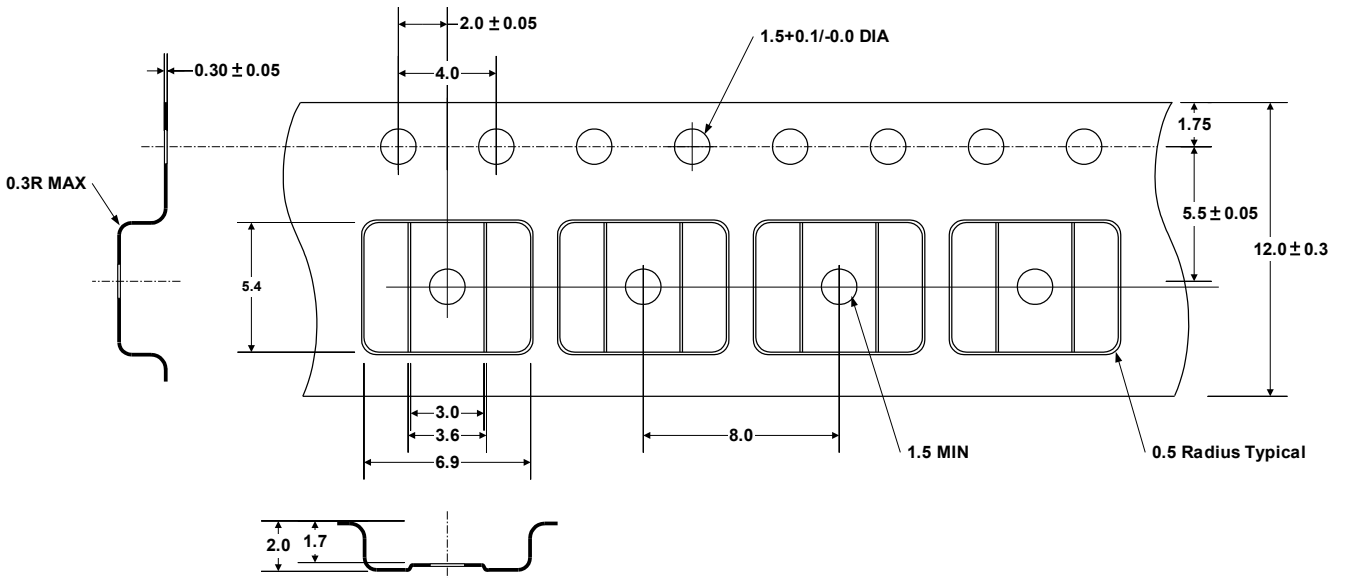 2.0 ± 0.05
1.5+0.1/-0.0 DIA
0.30 ± 0.05
4.0
1.75
0.3R MAX
5.5 ± 0.05
12.0 ± 0.3
5.4
3.0
3.6
8.0
6.9
1.5 MIN
0.5 Radius Typical
2.0
1.7